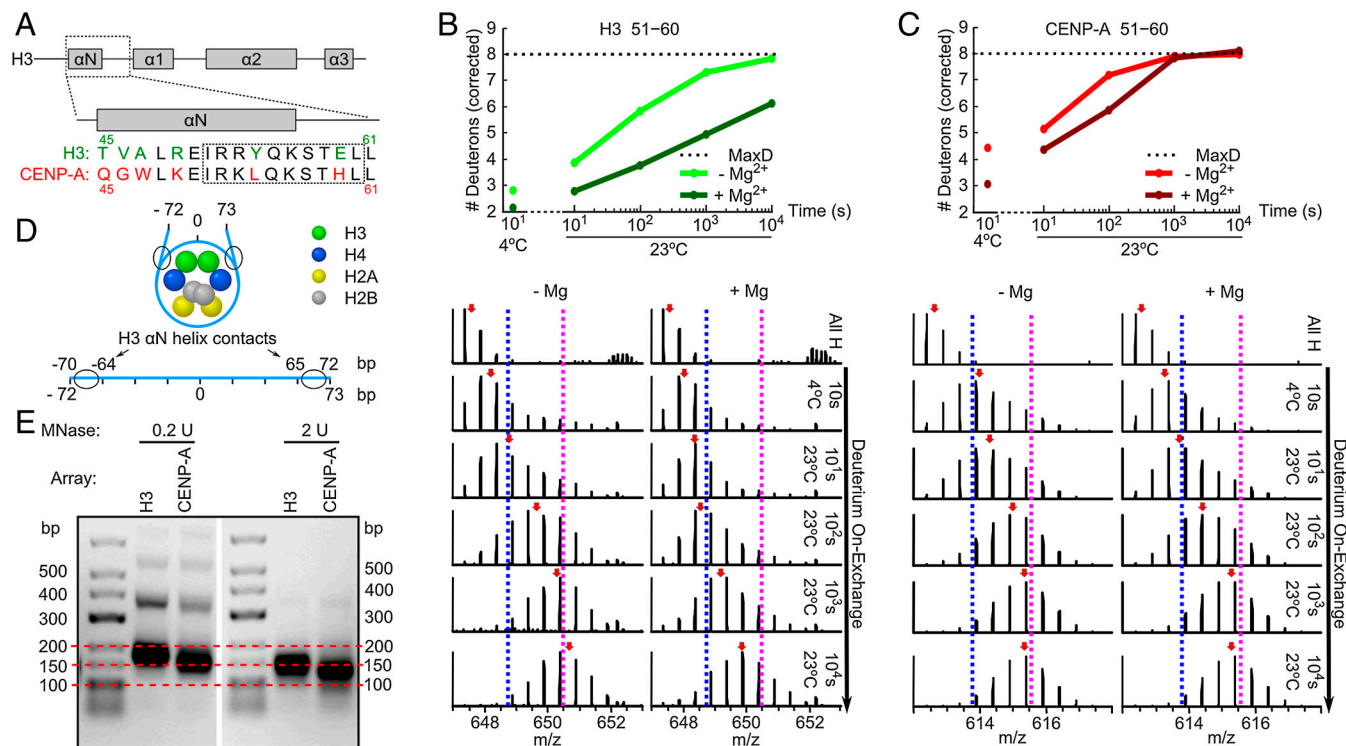 A
H3
αN
α1
α2
α3
αN
45
61
H3: T V A L R E I R R Y Q K S T E L L
CENP-A: Q G W L K E I R K L Q K S T H L L
45
61
B
H3 51–60
# Deuterons (corrected)
9
8
7
6
5
4
3
2
MaxD
- Mg2+
+ Mg2+
10¹
10¹
10²
10³
10⁴
Time (s)
4ºC
23ºC
- Mg
+ Mg
All H
10s
4ºC
10¹s
23ºC
10²s
23ºC
10³s
23ºC
10⁴s
23ºC
Deuterium On-Exchange
648
650
652
648
650
652
m/z
m/z
C
CENP-A 51–60
# Deuterons (corrected)
9
8
7
6
5
4
3
2
MaxD
- Mg2+
+ Mg2+
10¹
10¹
10²
10³
10⁴
Time (s)
4ºC
23ºC
- Mg
+ Mg
All H
10s
4ºC
10¹s
23ºC
10²s
23ºC
10³s
23ºC
10⁴s
23ºC
Deuterium On-Exchange
614
616
614
616
m/z
m/z
D
- 72
0
73
H3
H4
H2A
H2B
H3 αN helix contacts
-70
-64
65
72
bp
-72
0
73
bp
E
MNase:
0.2 U
2 U
Array:
H3
CENP-A
H3
CENP-A
bp
bp
500
500
400
400
300
300
200
200
150
150
100
100